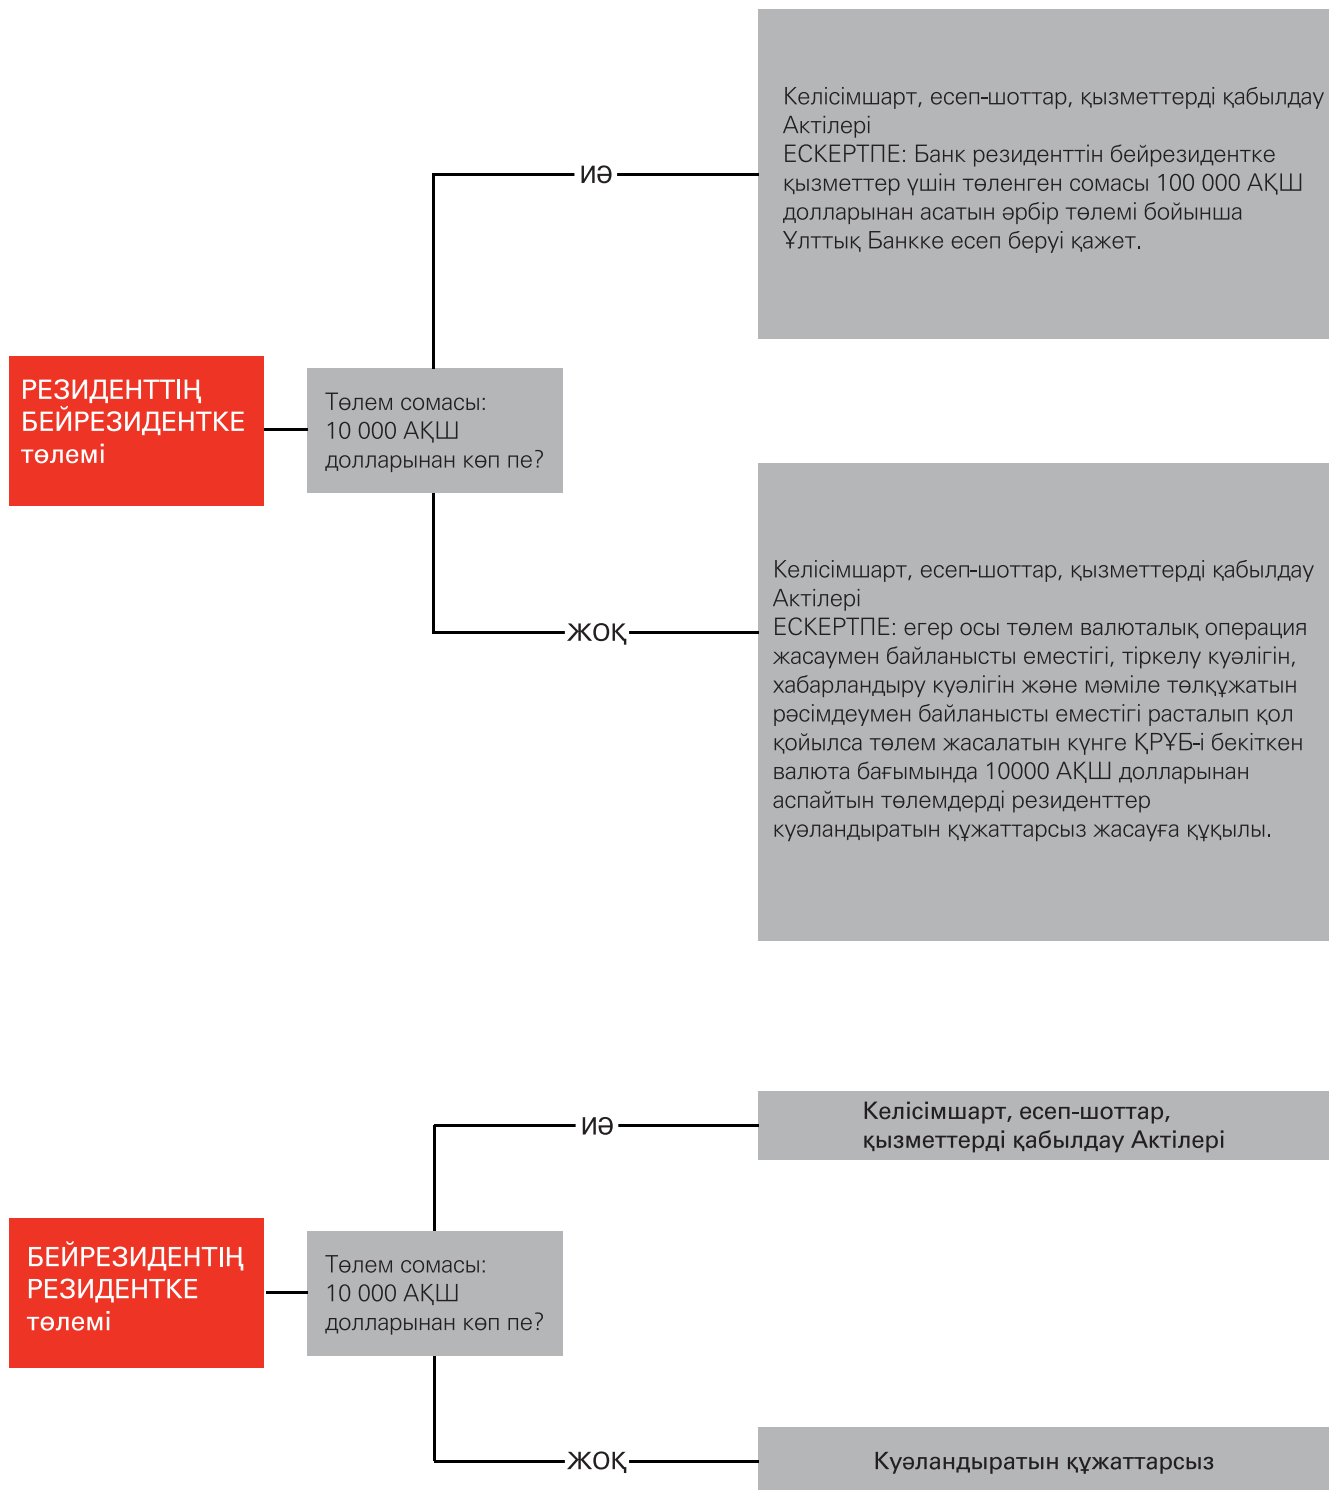 Келісімшарт, есеп-шоттар, қызметтерді қабылдау
Актілері
ЕСКЕРТПЕ: Банк резиденттін бейрезидентке
қызметтер үшін төленген сомасы 100 000 АҚШ
долларынан асатын әрбір төлемі бойынша
Ұлттық Банкке есеп беруі қажет.
ИӘ
РЕЗИДЕНТТІҢ
БЕЙРЕЗИДЕНТКЕ
төлемі
Төлем сомасы:
10 000 АҚШ
долларынан көп пе?
ЖОҚ
Келісімшарт, есеп-шоттар, қызметтерді қабылдау
Актілері
ЕСКЕРТПЕ: егер осы төлем валюталық операция
жасаумен байланысты еместігі, тіркелу куәлігін,
хабарландыру куәлігін және мәміле төлқұжатын
рәсімдеумен байланысты еместігі расталып қол
қойылса төлем жасалатын күнге ҚРҰБ-і бекіткен
валюта бағымында 10000 АҚШ долларынан
аспайтын төлемдерді резиденттер
куәландыратын құжаттарсыз жасауға құқылы.
ИӘ
Келісімшарт, есеп-шоттар,
қызметтерді қабылдау Актілері
БЕЙРЕЗИДЕНТІҢ
РЕЗИДЕНТКЕ
төлемі
Төлем сомасы:
10 000 АҚШ
долларынан көп пе?
ЖОҚ
Куәландыратын құжаттарсыз